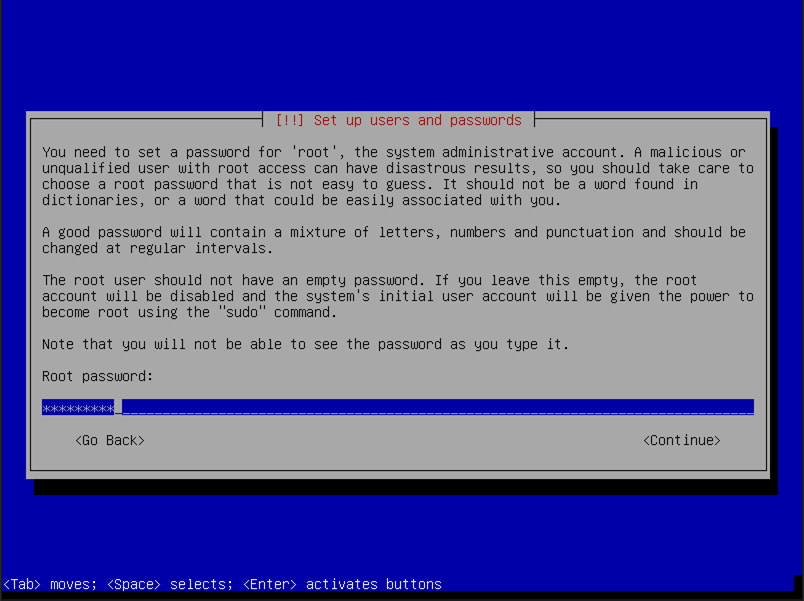 [!!] Set up users and passwords
You need to set a password for 'root', the system administrative account. A malicious or
unqualified user with root access can have disastrous results, so you should take care to
choose a root password that is not easy to guess. It should not be a word found in
dictionaries, or a word that could be easily associated with you.
A good password will contain a mixture of letters, numbers and punctuation and should be
changed at regular intervals.
The root user should not have an empty password. If you leave this empty, the root
account will be disabled and the system's initial user account will be given the power to
become root using the "sudo" command.
Note that you will not be able to see the password as you type it.
Root password:
*********
<Go Back> <Continue>
<Tab> moves; <Space> selects; <Enter> activates buttons